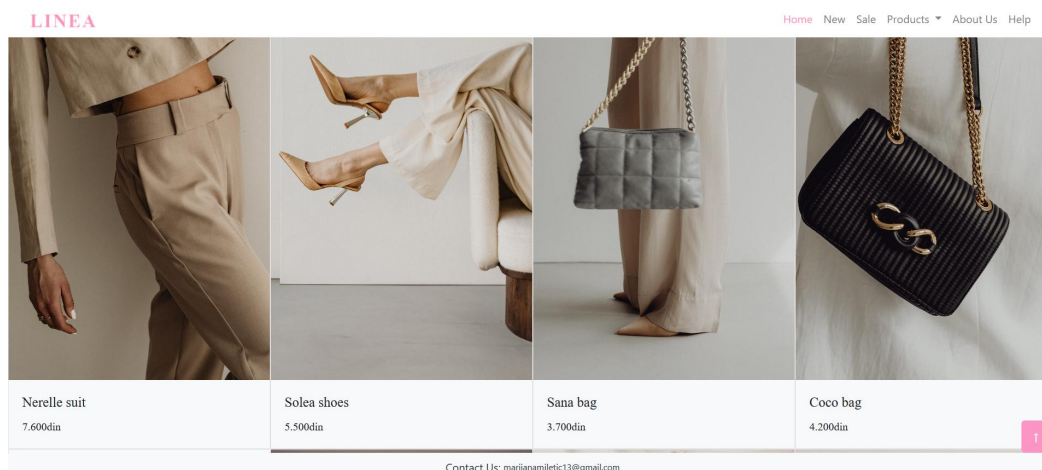 LINEA
Home New Sale Products About Us Help
Nerelle suit
7.600din
Solea shoes
5.500din
Sana bag
3.700din
Coco bag
4.200din
↑
Contact Us: marijanamiletic13@gmail.com